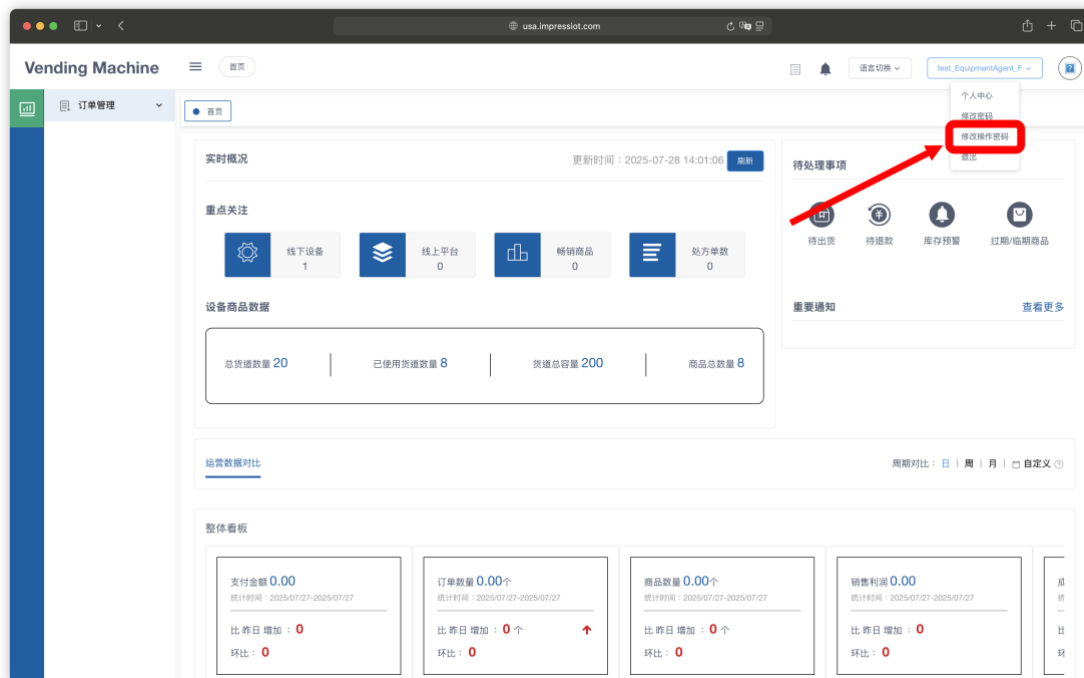 usa.impressiot.com
Vending Machine
首页
语言切换
test_EquipmentAgent_F
个人中心
修改密码
修改操作密码
退出
订单管理
首页
实时概况
更新时间：2025-07-28 14:01:06
刷新
重点关注
线下设备
1
线上平台
0
畅销商品
0
处方单数
0
设备商品数据
总货道数量 20
已使用货道数量 8
货道总容量 200
商品总数量 8
待处理事项
待出货
待退款
库存预警
过期/临期商品
重要通知
查看更多
运营数据对比
周期对比： 日 | 周 | 月 | 自定义
整体看板
支付金额 0.00
统计时间：2025/07/27-2025/07/27
比 昨日 增加 ： 0
环比： 0
订单数量 0.00个
统计时间：2025/07/27-2025/07/27
比 昨日 增加 ： 0 个
环比： 0
商品数量 0.00个
统计时间：2025/07/27-2025/07/27
比 昨日 增加 ： 0 个
环比： 0
销售利润 0.00
统计时间：2025/07/27-2025/07/27
比 昨日 增加 ： 0
环比： 0